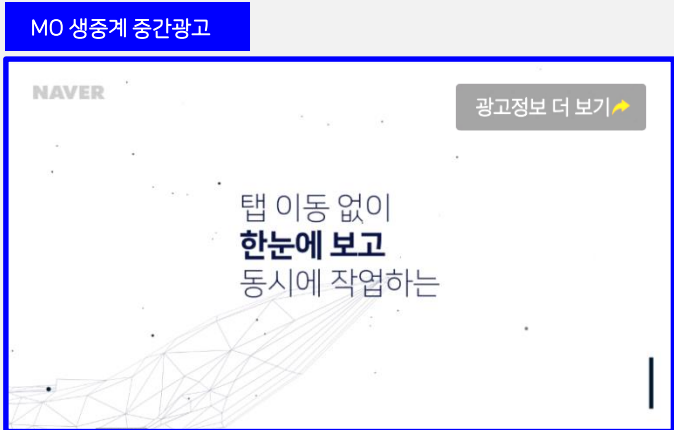 MO 생중계 중간광고
NAVER
광고정보 더 보기
탭 이동 없이
한눈에 보고
동시에 작업하는